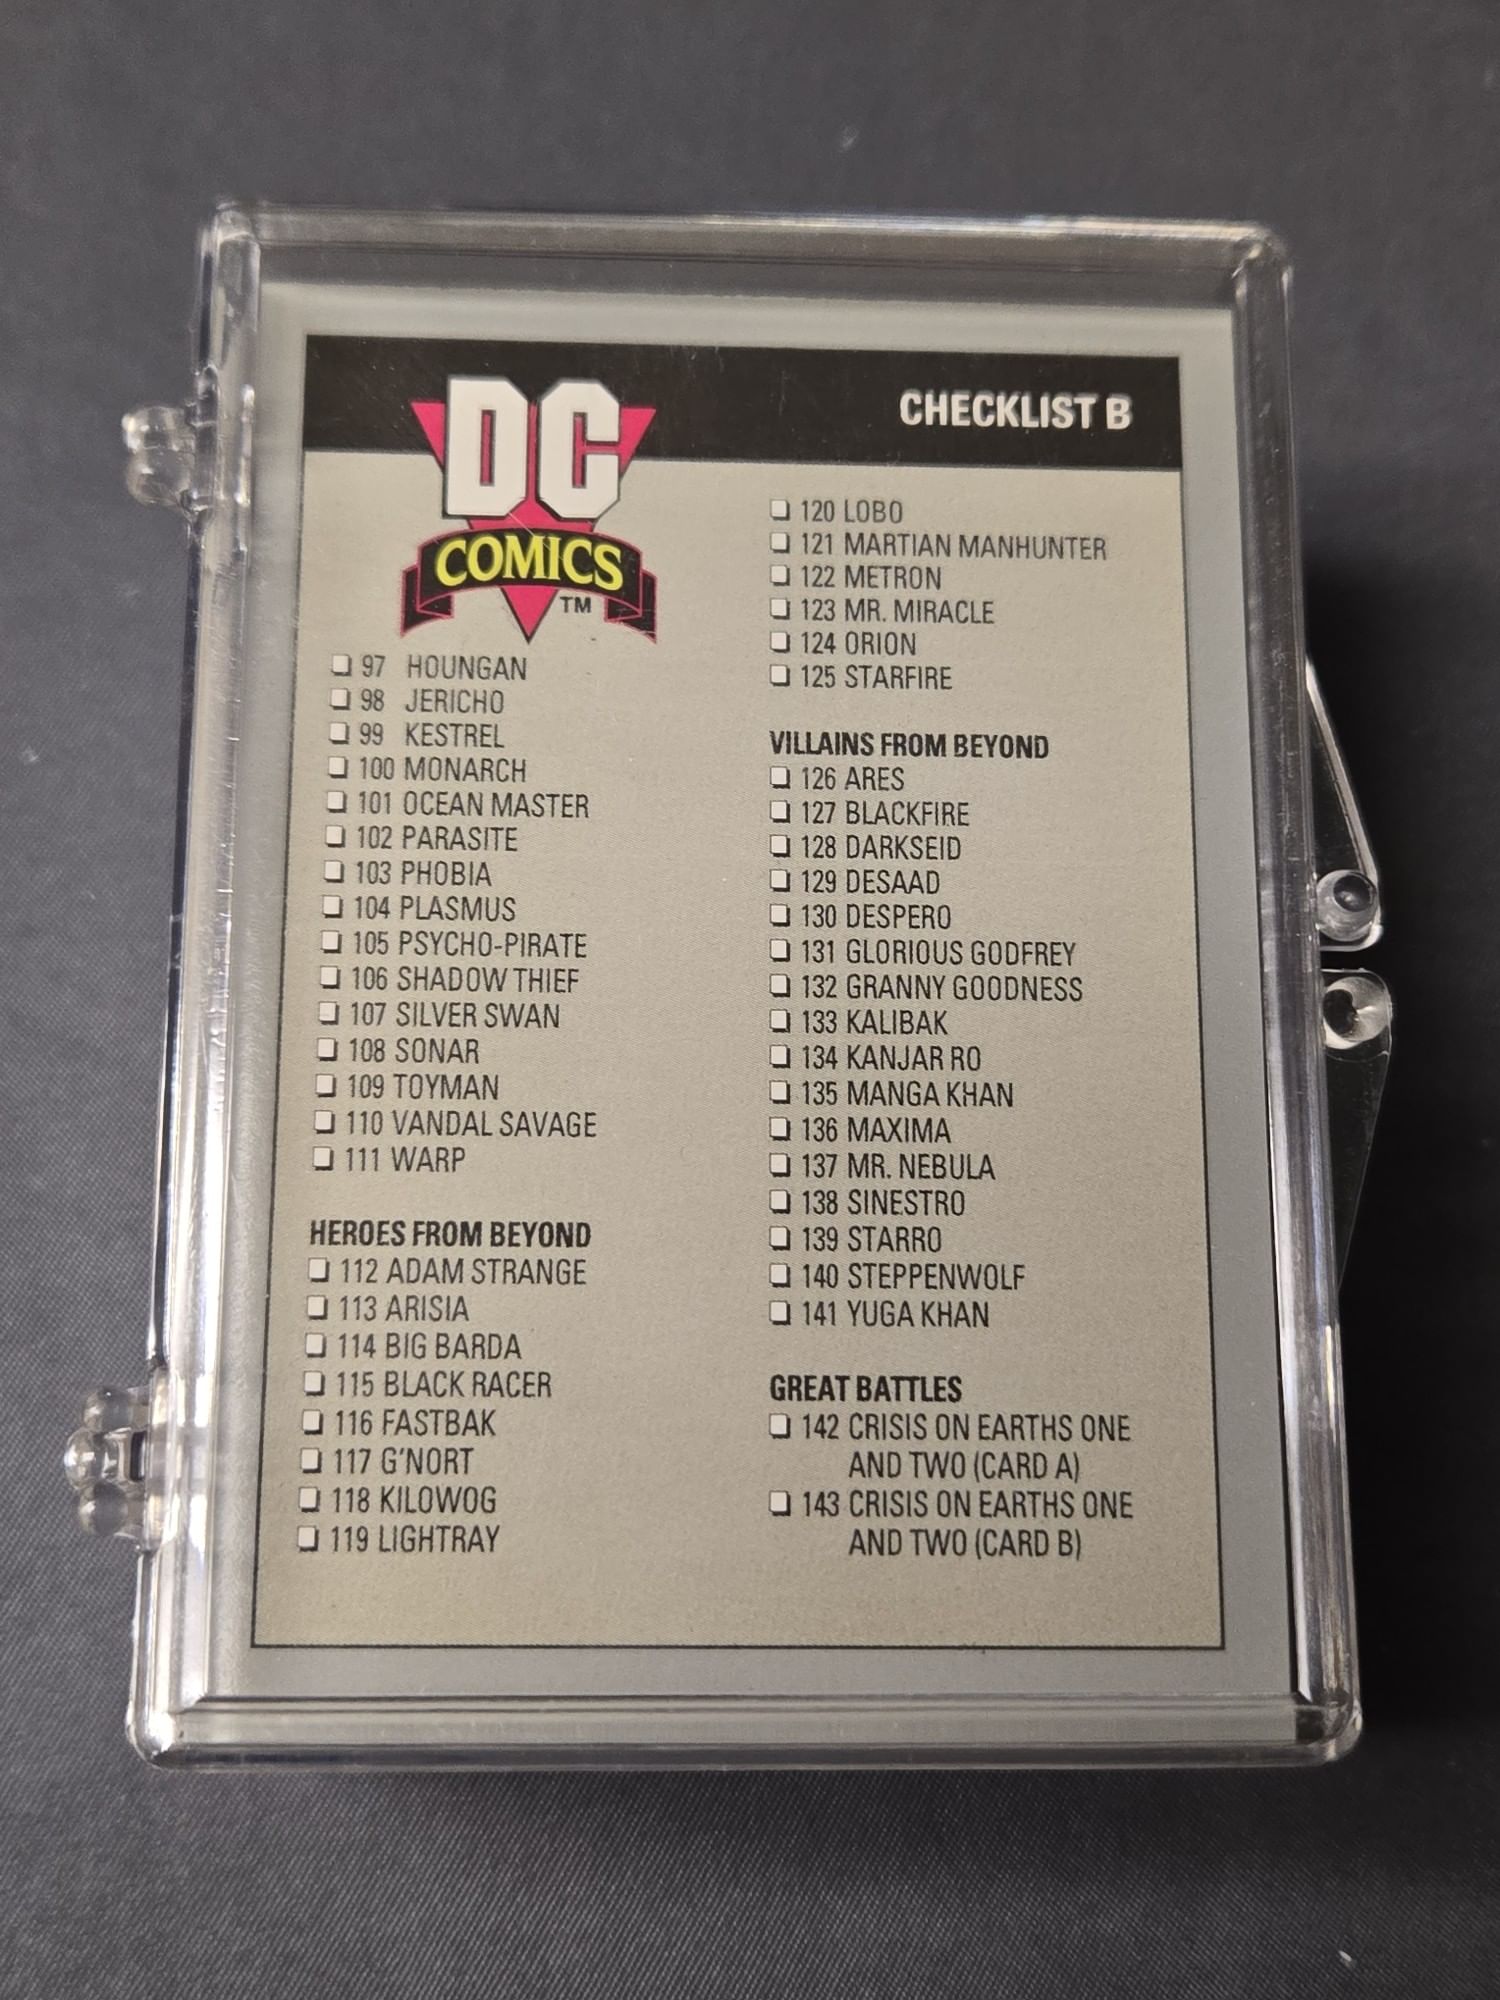 DC
COMICS
TM
CHECKLIST B
97 HOUNGAN
98 JERICHO
99 KESTREL
100 MONARCH
101 OCEAN MASTER
102 PARASITE
103 PHOBIA
104 PLASMUS
105 PSYCHO-PIRATE
106 SHADOW THIEF
107 SILVER SWAN
108 SONAR
109 TOYMAN
110 VANDAL SAVAGE
111 WARP
HEROES FROM BEYOND
112 ADAM STRANGE
113 ARISIA
114 BIG BARDA
115 BLACK RACER
116 FASTBAK
117 G'NORT
118 KILOWOG
119 LIGHTRAY
120 LOBO
121 MARTIAN MANHUNTER
122 METRON
123 MR. MIRACLE
124 ORION
125 STARFIRE
VILLAINS FROM BEYOND
126 ARES
127 BLACKFIRE
128 DARKSEID
129 DESAAD
130 DESPERO
131 GLORIOUS GODFREY
132 GRANNY GOODNESS
133 KALIBAK
134 KANJAR RO
135 MANGA KHAN
136 MAXIMA
137 MR. NEBULA
138 SINESTRO
139 STARRO
140 STEPPENWOLF
141 YUGA KHAN
GREAT BATTLES
142 CRISIS ON EARTHS ONE
AND TWO (CARD A)
143 CRISIS ON EARTHS ONE
AND TWO (CARD B)